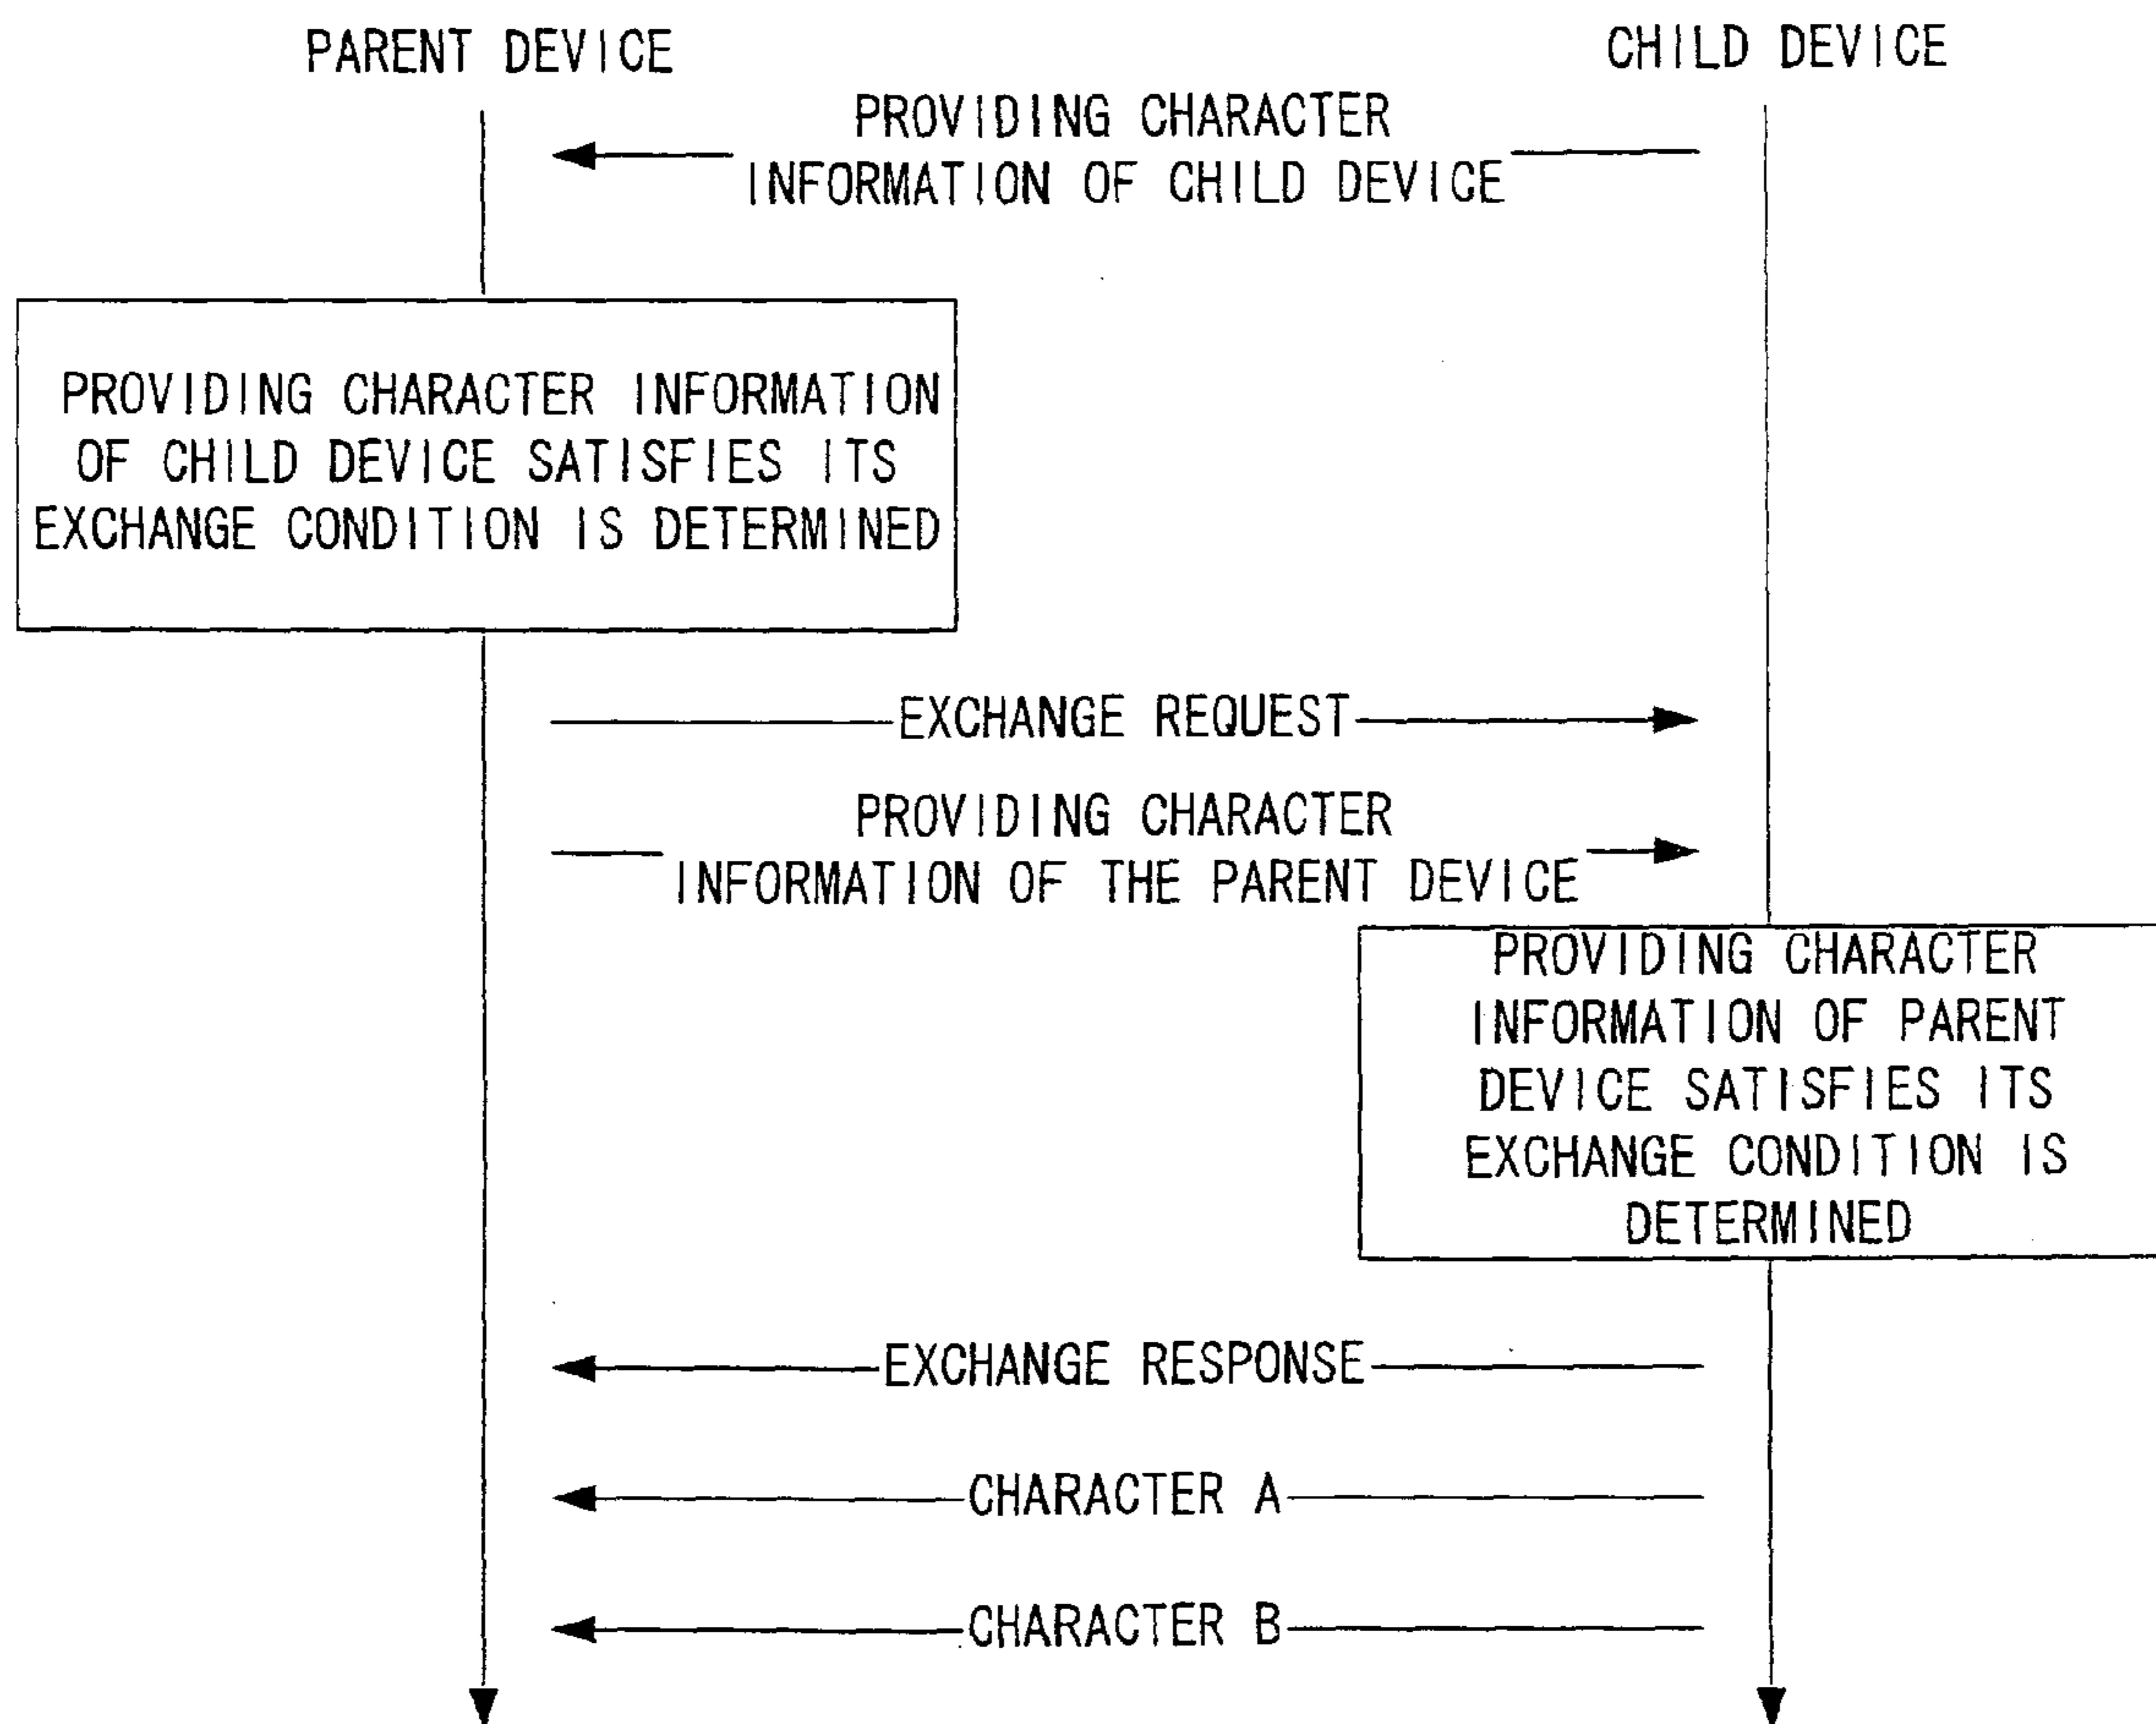 PARENT DEVICE
CHILD DEVICE
PROVIDING CHARACTER
INFORMATION OF CHILD DEVICE
PROVIDING CHARACTER INFORMATION
OF CHILD DEVICE SATISFIES ITS
EXCHANGE CONDITION IS DETERMINED
EXCHANGE REQUEST
PROVIDING CHARACTER
INFORMATION OF THE PARENT DEVICE
PROVIDING CHARACTER
INFORMATION OF PARENT
DEVICE SATISFIES ITS
EXCHANGE CONDITION IS
DETERMINED
EXCHANGE RESPONSE
CHARACTER A
CHARACTER B